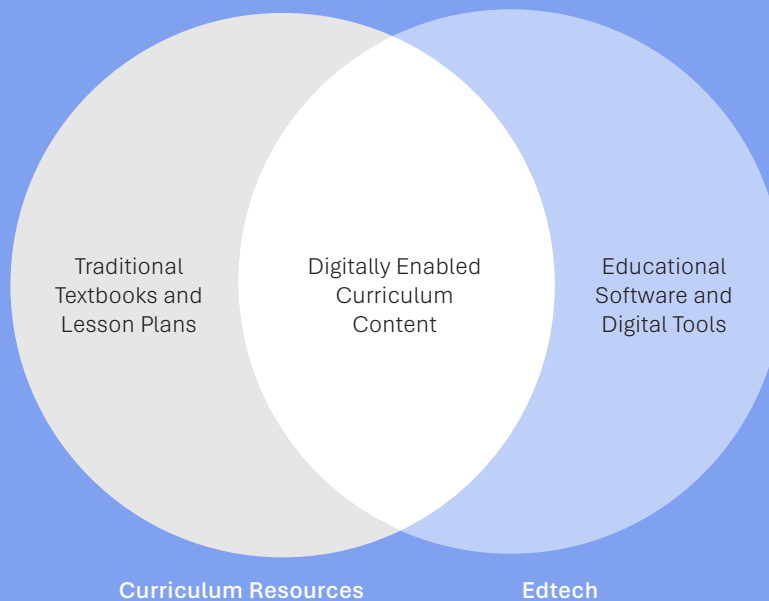 Traditional
Textbooks and
Lesson Plans
Digitally Enabled
Curriculum
Content
Educational
Software and
Digital Tools
Curriculum Resources
Edtech